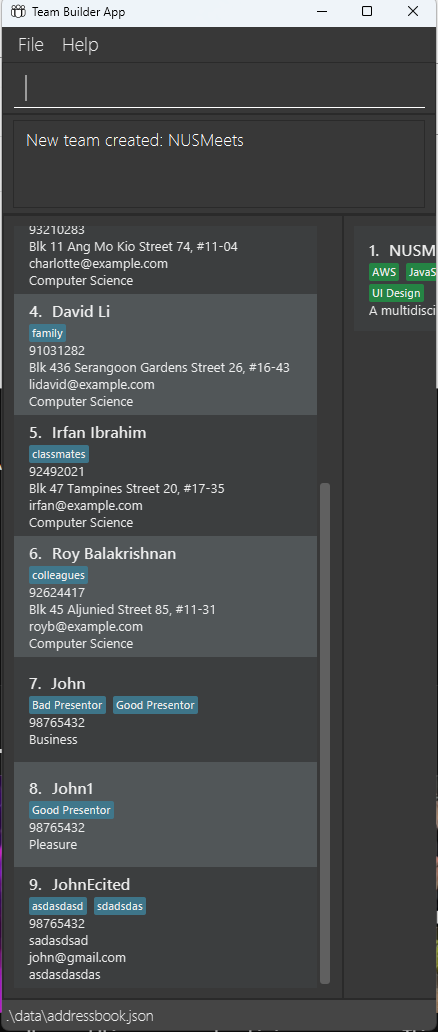 Team Builder App
File Help
New team created: NUSMeets
93210283
Blk 11 Ang Mo Kio Street 74, #11-04
charlotte@example.com
Computer Science
4. David Li
family
91031282
Blk 436 Serangoon Gardens Street 26, #16-43
lidavid@example.com
Computer Science
5. Irfan Ibrahim
classmates
92492021
Blk 47 Tampines Street 20, #17-35
irfan@example.com
Computer Science
6. Roy Balakrishnan
colleagues
92624417
Blk 45 Aljunied Street 85, #11-31
royb@example.com
Computer Science
7. John
Bad Presentor Good Presentor
98765432
Business
8. John1
Good Presentor
98765432
Pleasure
9. JohnEcited
asdasdasd sdadsdas
98765432
sadasdsad
john@gmail.com
asdasdasdas
1. NUSM
AWS JavaS
UI Design
A multidisci
.\data\addressbook.json